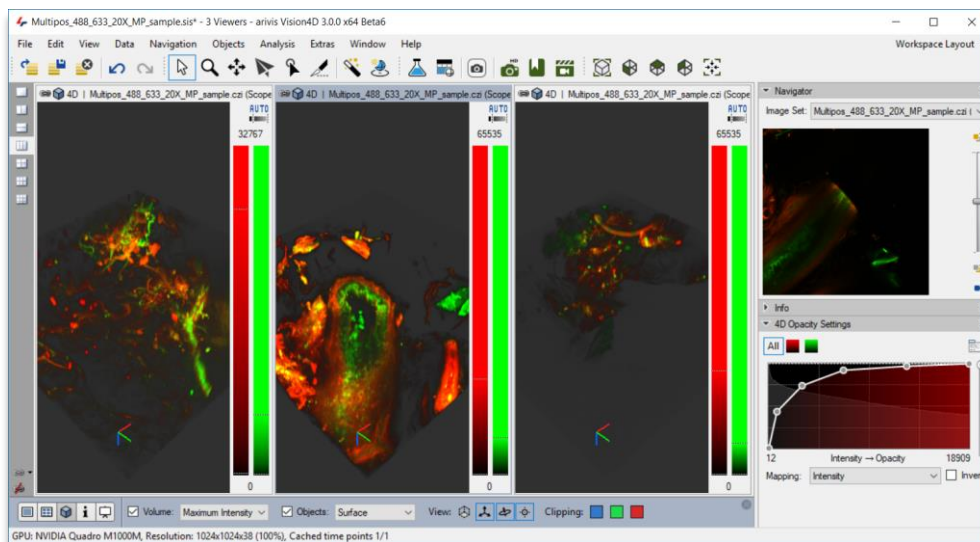 Multipos_488_633_20X_MP_sample.sis* - 3 Viewers - arivis Vision4D 3.0.0 x64 Beta6
File Edit View Data Navigation Objects Analysis Extras Window Help Workspace Layout
4D | Multipos_488_633_20X_MP_sample.czi (Scope
4D | Multipos_488_633_20X_MP_sample.czi (Scope
4D | Multipos_488_633_20X_MP_sample.czi (Scope
AUTO
32767
0
AUTO
65535
0
AUTO
65535
0
Navigator
Image Set: Multipos_488_633_20X_MP_sample.czi (
Info
4D Opacity Settings
All
12 Intensity → Opacity 18909
Mapping: Intensity Inver
Volume: Maximum Intensity Objects: Surface View: Clipping:
GPU: NVIDIA Quadro M1000M, Resolution: 1024x1024x38 (100%), Cached time points 1/1